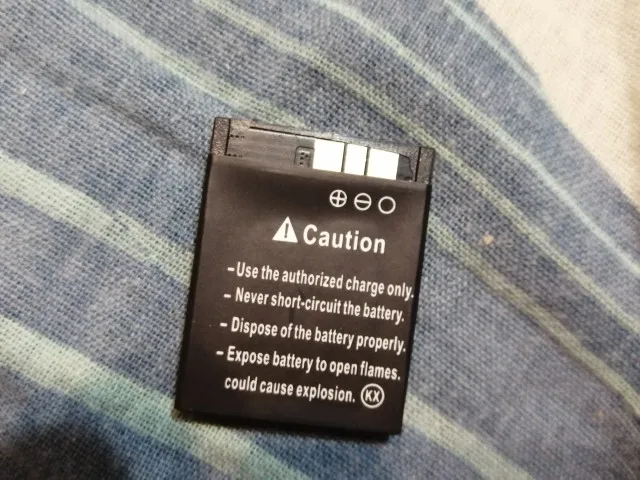 ⊕ ⊖ ○
⚠ Caution
- Use the authorized charge only.
- Never short-circuit the battery.
- Dispose of the battery properly.
- Expose battery to open flames.
could cause explosion. KX